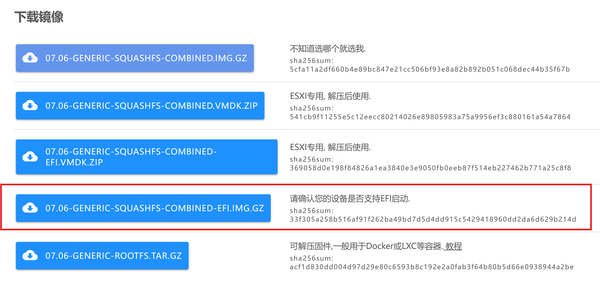 下载镜像
07.06-GENERIC-SQUASHFS-COMBINED.IMG.GZ
不知道选哪个就选我.
sha256sum:
5cfa11a2df660b4e89bc847e21cc506bf93e8a82b892b051c068dec44b35f67b
07.06-GENERIC-SQUASHFS-COMBINED.VMDK.ZIP
ESXI专用, 解压后使用.
sha256sum:
541cb9f11255e5c12eecc80214026e89805983a75a9956ef3c880161a54a7864
07.06-GENERIC-SQUASHFS-COMBINED-
EFI.VMDK.ZIP
ESXI专用, 解压后使用.
sha256sum:
369058d0e198f84826a1ea3840e3e9050fb0eeb87f514eb227462b771a25c8f8
07.06-GENERIC-SQUASHFS-COMBINED-EFI.IMG.GZ
请确认您的设备是否支持EFI启动.
sha256sum:
33f305a258b516af91f262ba49bd7d5d4dd915c5429418960dd2da6d629b214d
07.06-GENERIC-ROOTFS.TAR.GZ
可解压固件,一般用于Docker或LXC等容器. 教程
sha256sum:
acf1d830dd004d97d29e80c6593b8c192e2a0fab3f64b80b5d66e0938944a2be